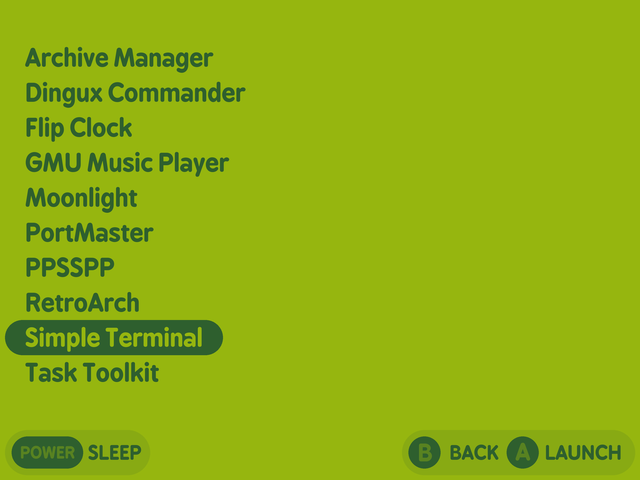 Archive Manager
Dingux Commander
Flip Clock
GMU Music Player
Moonlight
PortMaster
PPSSPP
RetroArch
Simple Terminal
Task Toolkit
POWER SLEEP B BACK A LAUNCH